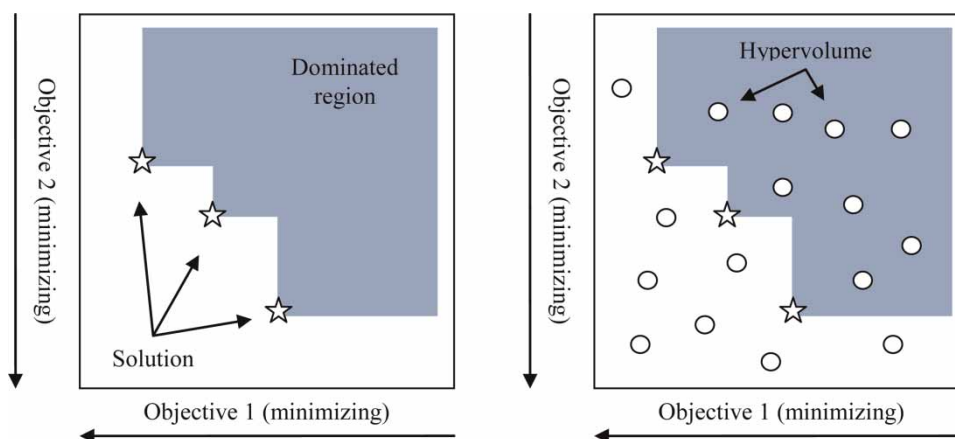 Objective 2 (minimizing)
Dominated
region
Solution
Objective 1 (minimizing)
Objective 2 (minimizing)
Hypervolume
Objective 1 (minimizing)